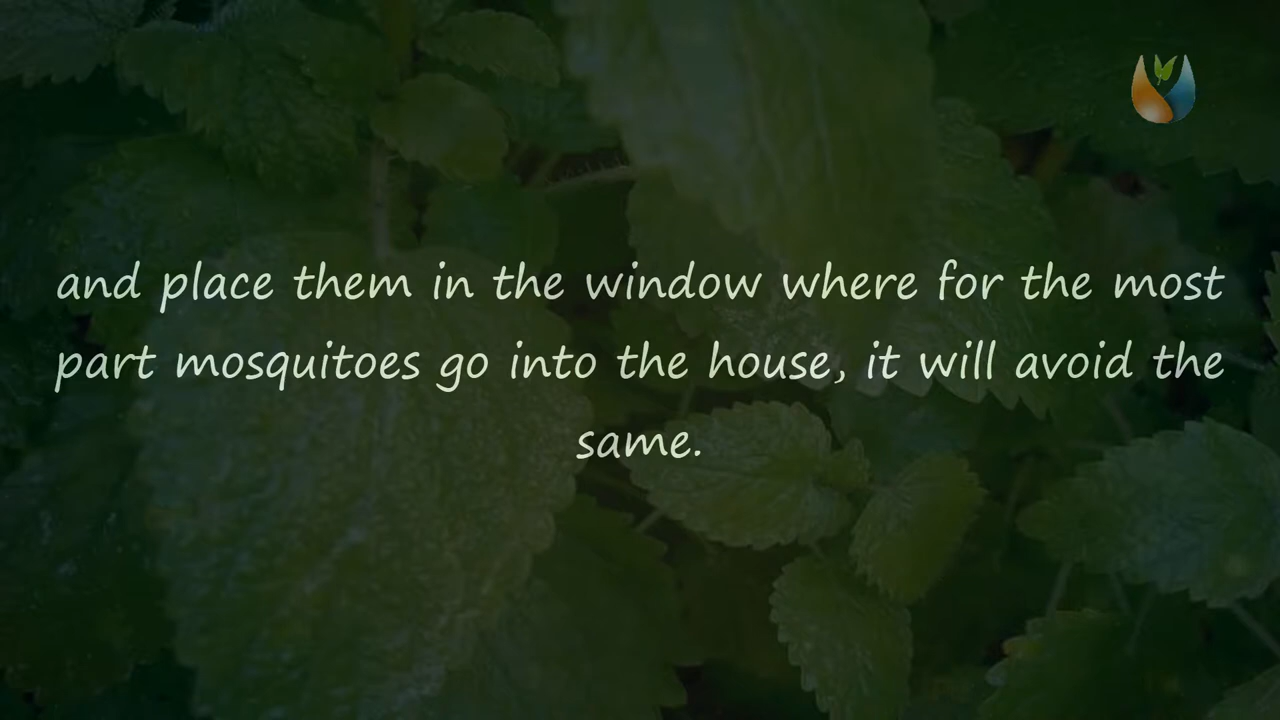 and place them in the window where for the most
part mosquitoes go into the house, it will avoid the
same.